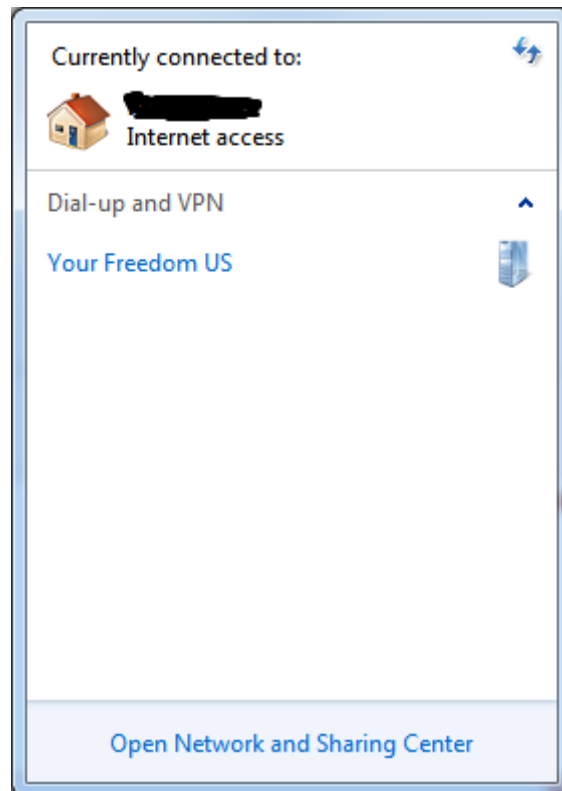 Currently connected to:
Internet access
Dial-up and VPN
Your Freedom US
Open Network and Sharing Center